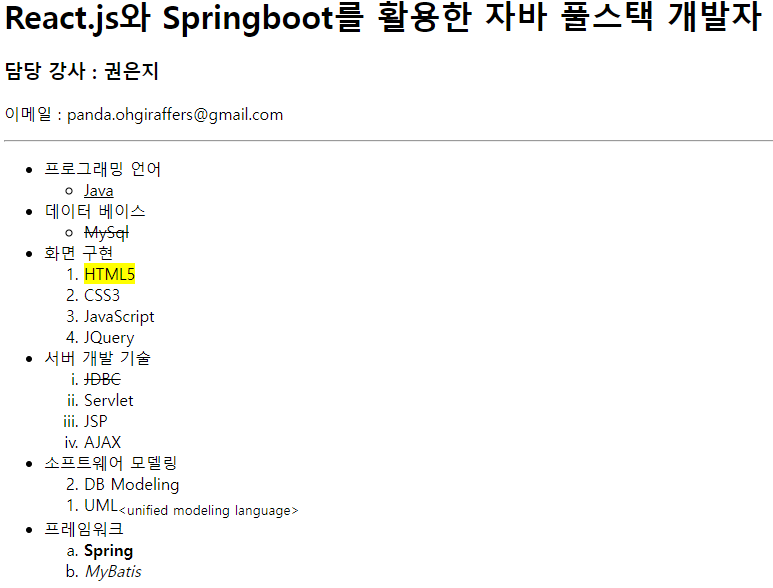 React.js와 Springboot를 활용한 자바 풀스택 개발자
담당 강사 : 권은지
이메일 : panda.ohgiraffers@gmail.com
• 프로그래밍 언어
◦ Java
• 데이터 베이스
◦ MySql
• 화면 구현
1. HTML5
2. CSS3
3. JavaScript
4. JQuery
• 서버 개발 기술
i. JDBC
ii. Servlet
iii. JSP
iv. AJAX
• 소프트웨어 모델링
2. DB Modeling
1. UML<unified modeling language>
• 프레임워크
a. Spring
b. MyBatis